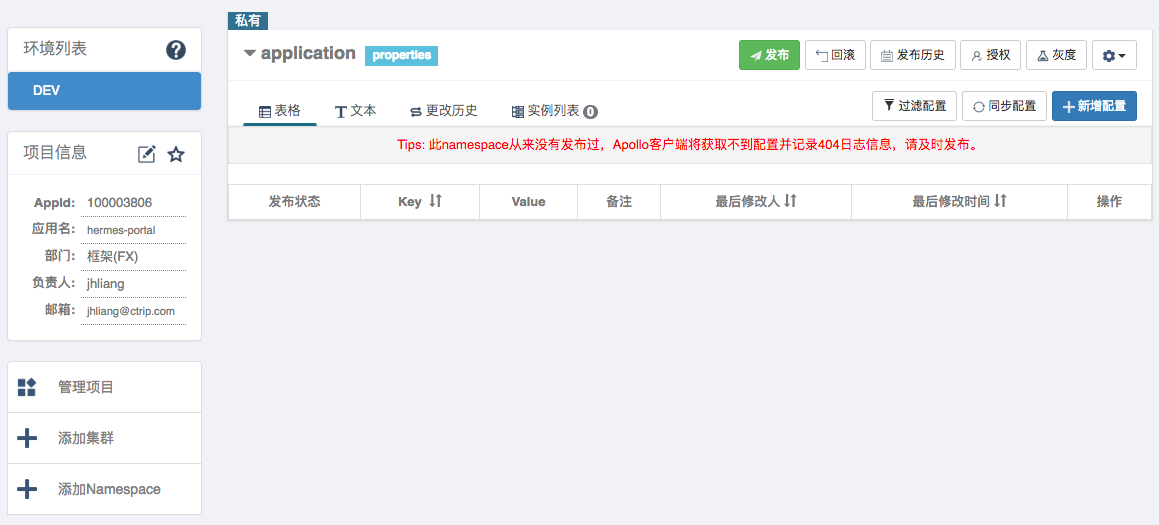 环境列表
DEV
项目信息
AppId: 100003806
应用名: hermes-portal
部门: 框架(FX)
负责人: jhliang
邮箱: jhliang@ctrip.com
管理项目
添加集群
添加Namespace
私有
application properties
发布 回滚 发布历史 授权 灰度
表格 文本 更改历史 实例列表 0
过滤配置 同步配置 新增配置
Tips: 此namespace从来没有发布过，Apollo客户端将获取不到配置并记录404日志信息，请及时发布。
发布状态 Key Value 备注 最后修改人 最后修改时间 操作